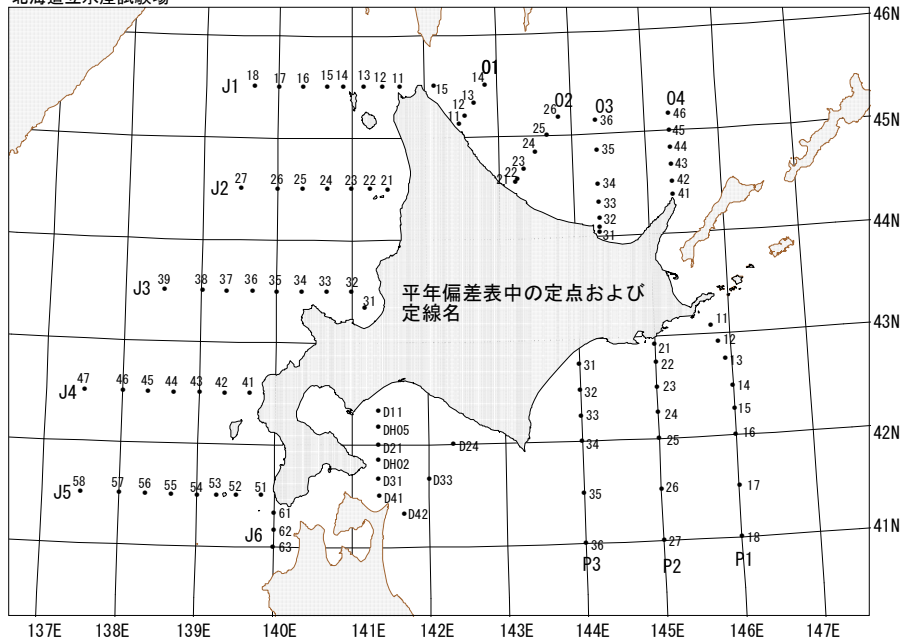 北海道立水産試験場
46N
J1 18 17 16 15 14 13 12 11 15
11 12 13 14 O1
26 O2
25
24
23
22
21
O3
36
35
34
33
32
31
O4
46
45
44
43
42
41
45N
J2 27 26 25 24 23 22 21
44N
J3 39 38 37 36 35 34 33 32 31
平年偏差表中の定点および
定線名
43N
J4 47 46 45 44 43 42 41
D11
DH05
D21
DH02
D31
D41
D24
D33
D42
31
32
33
34
35
36
P3
21
22
23
24
25
26
27
P2
11
12
13
14
15
16
17
18
P1
42N
J5 58 57 56 55 54 53 52 51
J6
61
62
63
41N
137E 138E 139E 140E 141E 142E 143E 144E 145E 146E 147E